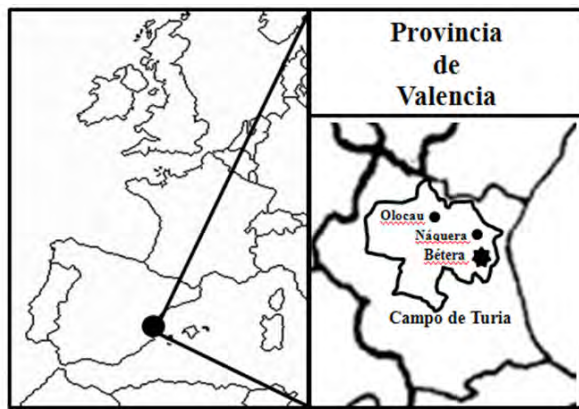 Provincia
de
Valencia
Olocau
Náquera
Bétera
Campo de Turia